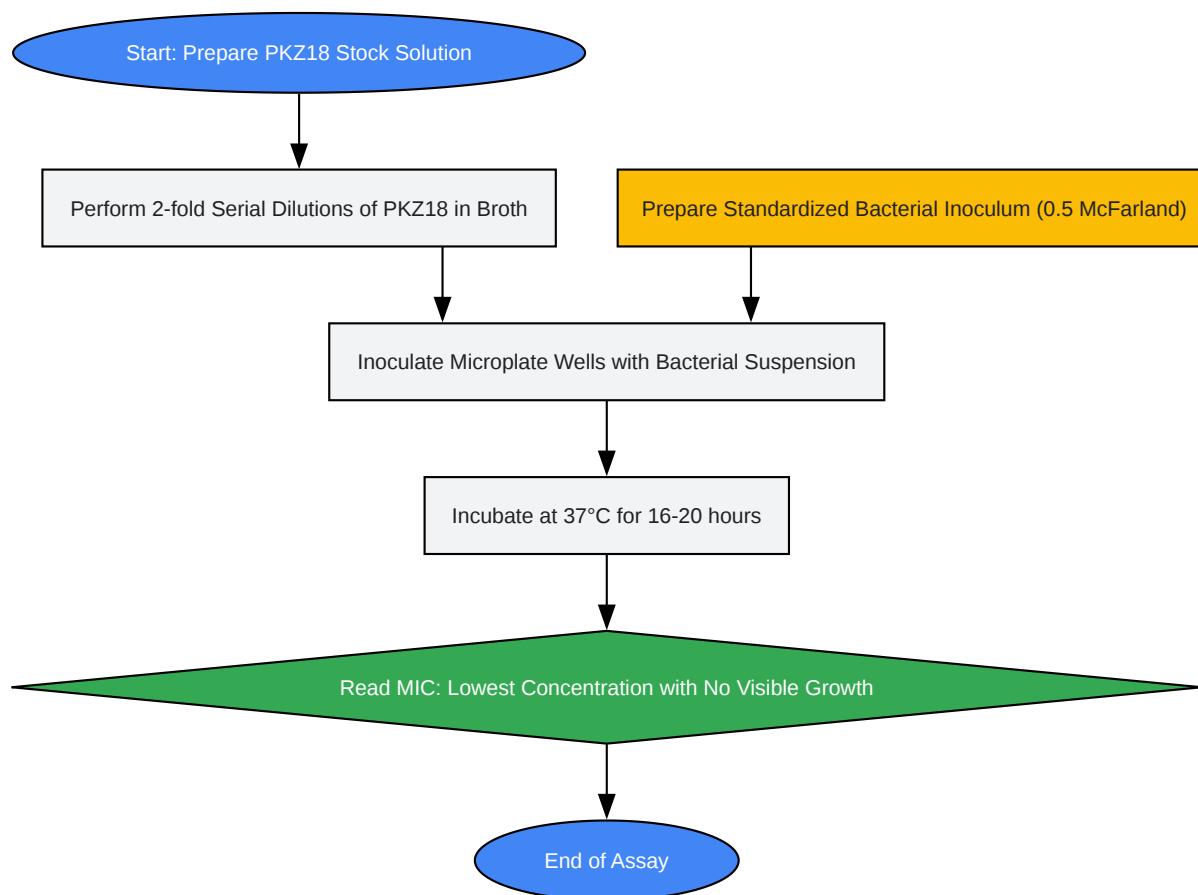 Start: Prepare PKZ18 Stock Solution
Perform 2-fold Serial Dilutions of PKZ18 in Broth
Prepare Standardized Bacterial Inoculum (0.5 McFarland)
Inoculate Microplate Wells with Bacterial Suspension
Incubate at 37°C for 16-20 hours
Read MIC: Lowest Concentration with No Visible Growth
End of Assay